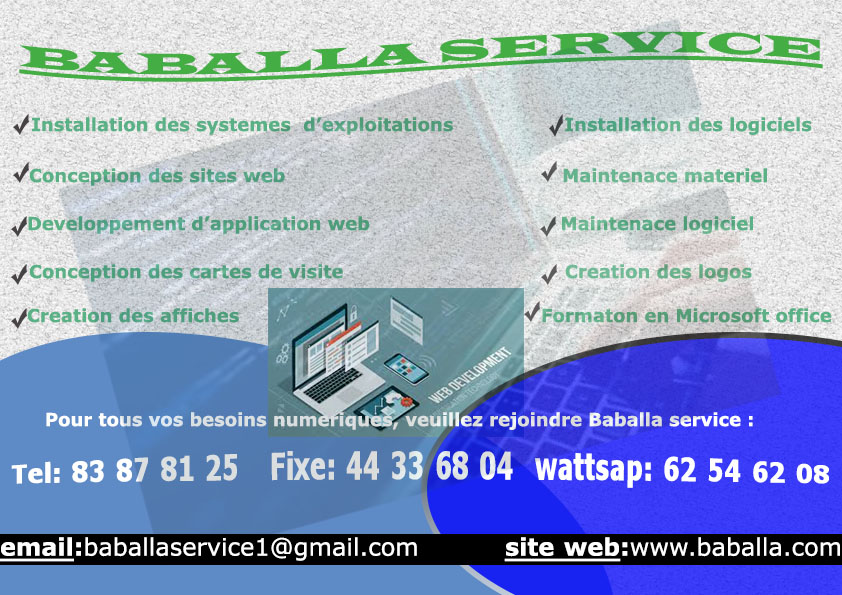 BABALLA SERVICE
Installation des systemes d’exploitations
Conception des sites web
Developpement d’application web
Conception des cartes de visite
Creation des affiches
Installation des logiciels
Maintenace materiel
Maintenace logiciel
Creation des logos
Formaton en Microsoft office
WEB DEVELOPMENT
Pour tous vos besoins numeriques, veuillez rejoindre Baballa service :
Tel: 83 87 81 25 Fixe: 44 33 68 04 wattsap: 62 54 62 08
email:baballaservice1@gmail.com site web:www.baballa.com